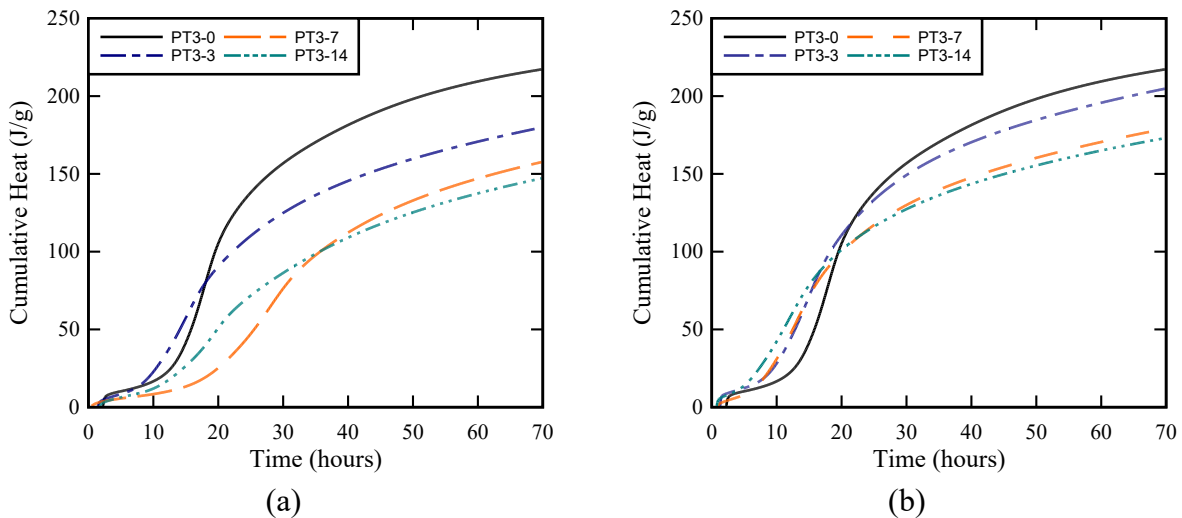 250
200
150
100
50
0
Cumulative Heat (J/g)
PT3-0 PT3-7
PT3-3 PT3-14
0 10 20 30 40 50 60 70
Time (hours)
(a)
250
200
150
100
50
0
Cumulative Heat (J/g)
PT3-0 PT3-7
PT3-3 PT3-14
0 10 20 30 40 50 60 70
Time (hours)
(b)